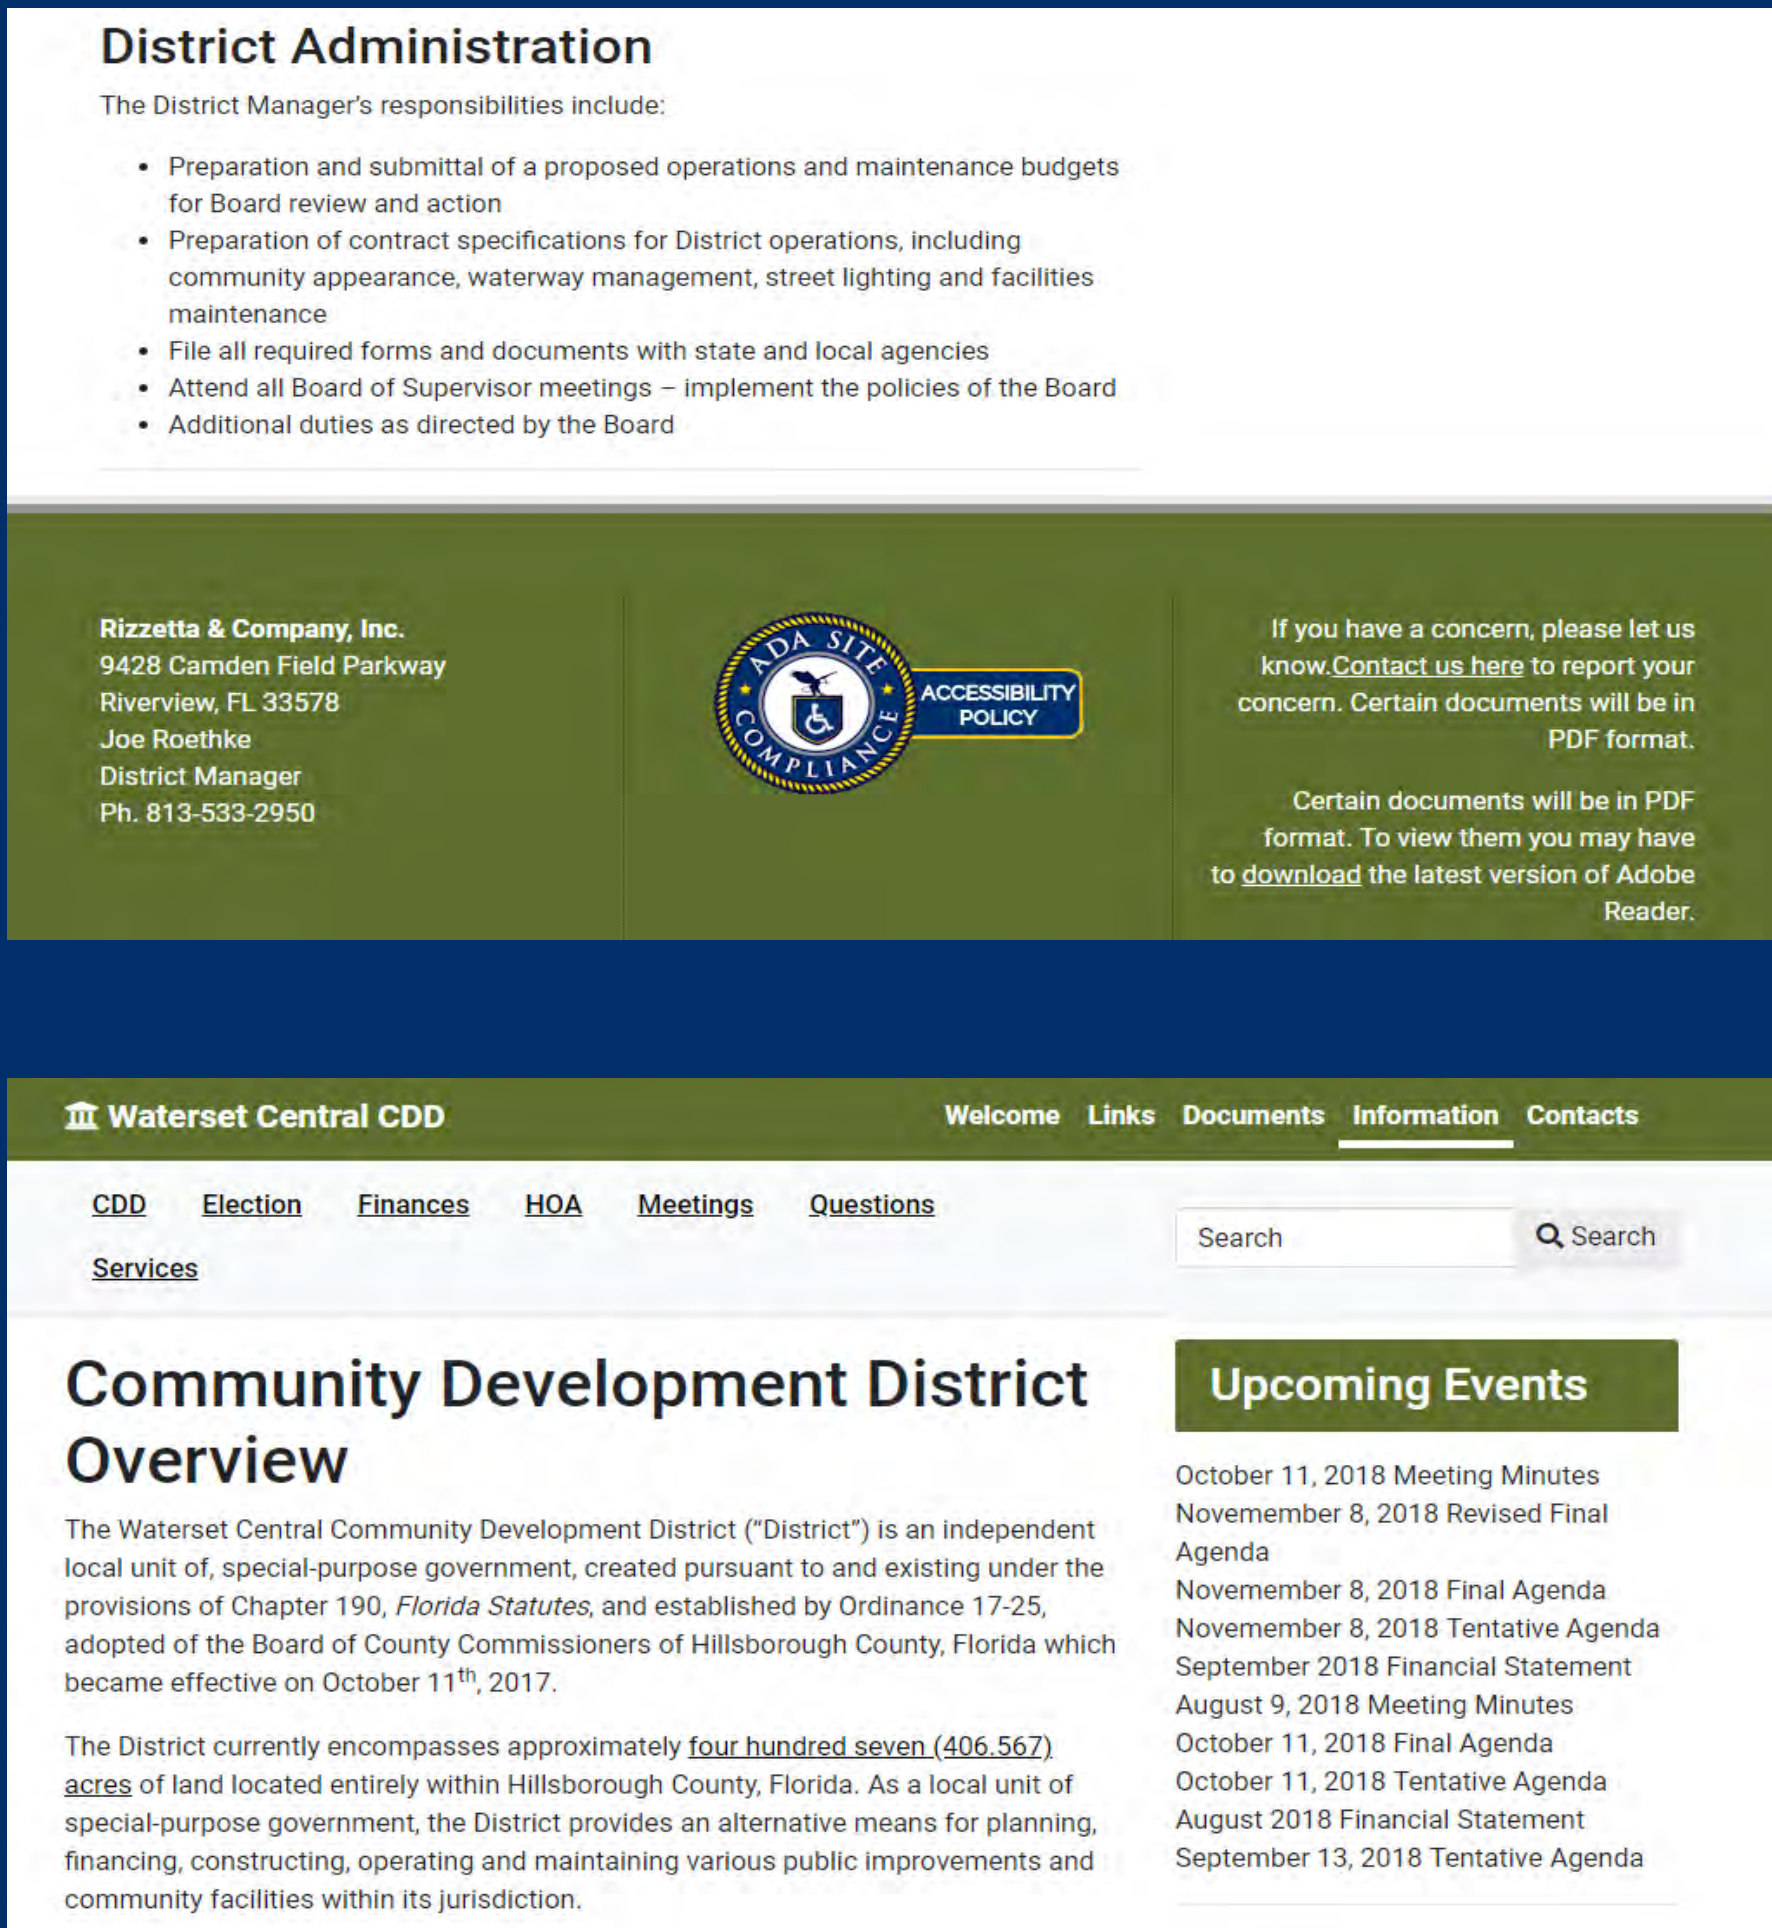 District Administration
The District Manager's responsibilities include:
• Preparation and submittal of a proposed operations and maintenance budgets
for Board review and action
• Preparation of contract specifications for District operations, including
community appearance, waterway management, street lighting and facilities
maintenance
• File all required forms and documents with state and local agencies
• Attend all Board of Supervisor meetings – implement the policies of the Board
• Additional duties as directed by the Board
Rizzetta & Company, Inc.
9428 Camden Field Parkway
Riverview, FL 33578
Joe Roethke
District Manager
Ph. 813-533-2950
ADA SITE
COMPLIANCE
ACCESSIBILITY
POLICY
If you have a concern, please let us
know.Contact us here to report your
concern. Certain documents will be in
PDF format.
Certain documents will be in PDF
format. To view them you may have
to download the latest version of Adobe
Reader.
Waterset Central CDD
Welcome Links Documents Information Contacts
CDD Election Finances HOA Meetings Questions
Services
Search
Search
Community Development District
Overview
The Waterset Central Community Development District (“District”) is an independent
local unit of, special-purpose government, created pursuant to and existing under the
provisions of Chapter 190, Florida Statutes, and established by Ordinance 17-25,
adopted of the Board of County Commissioners of Hillsborough County, Florida which
became effective on October 11th, 2017.
The District currently encompasses approximately four hundred seven (406.567)
acres of land located entirely within Hillsborough County, Florida. As a local unit of
special-purpose government, the District provides an alternative means for planning,
financing, constructing, operating and maintaining various public improvements and
community facilities within its jurisdiction.
Upcoming Events
October 11, 2018 Meeting Minutes
Novemember 8, 2018 Revised Final
Agenda
Novemember 8, 2018 Final Agenda
Novemember 8, 2018 Tentative Agenda
September 2018 Financial Statement
August 9, 2018 Meeting Minutes
October 11, 2018 Final Agenda
October 11, 2018 Tentative Agenda
August 2018 Financial Statement
September 13, 2018 Tentative Agenda